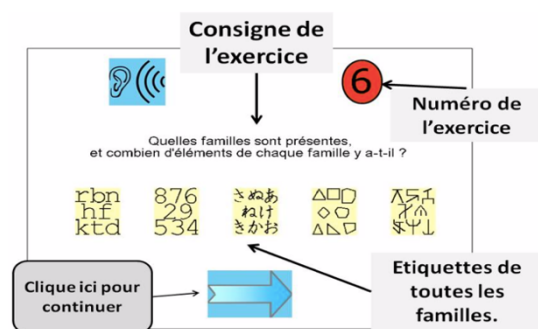 Consigne de
l'exercice
6
Numéro de
l'exercice
Quelles familles sont présentes,
et combien d'éléments de chaque famille y a-t-il ?
rbn
hf
ktd
876
29
534
さぬあ
ねけ
きかお
Clique ici pour
continuer
Etiquettes de
toutes les
familles.